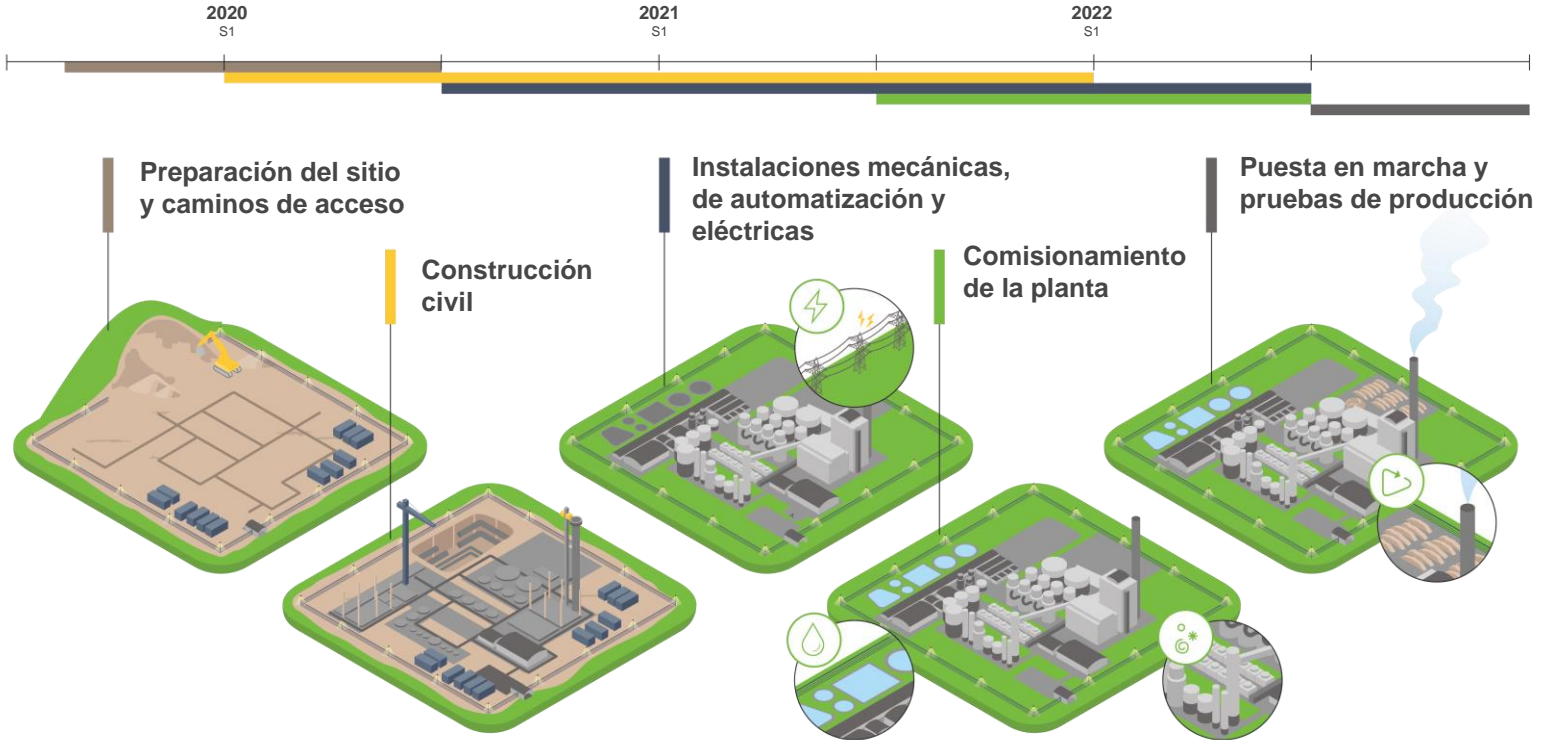 2020
S1
2021
S1
2022
S1
Preparación del sitio
y caminos de acceso
Construcción
civil
Instalaciones mecánicas,
de automatización y
eléctricas
Comisionamiento
de la planta
Puesta en marcha y
pruebas de producción